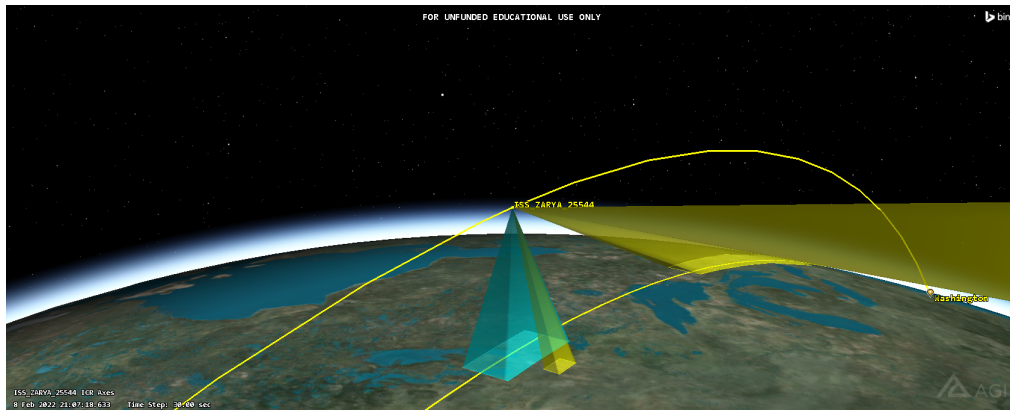 FOR UNFUNDED EDUCATIONAL USE ONLY
bin
ISS_ZARYA_25544
Washington
ISS_ZARYA_25544 ICR Axes
8 Feb 2022 21:07:18.633 Time Step: 30.00 sec
AGI